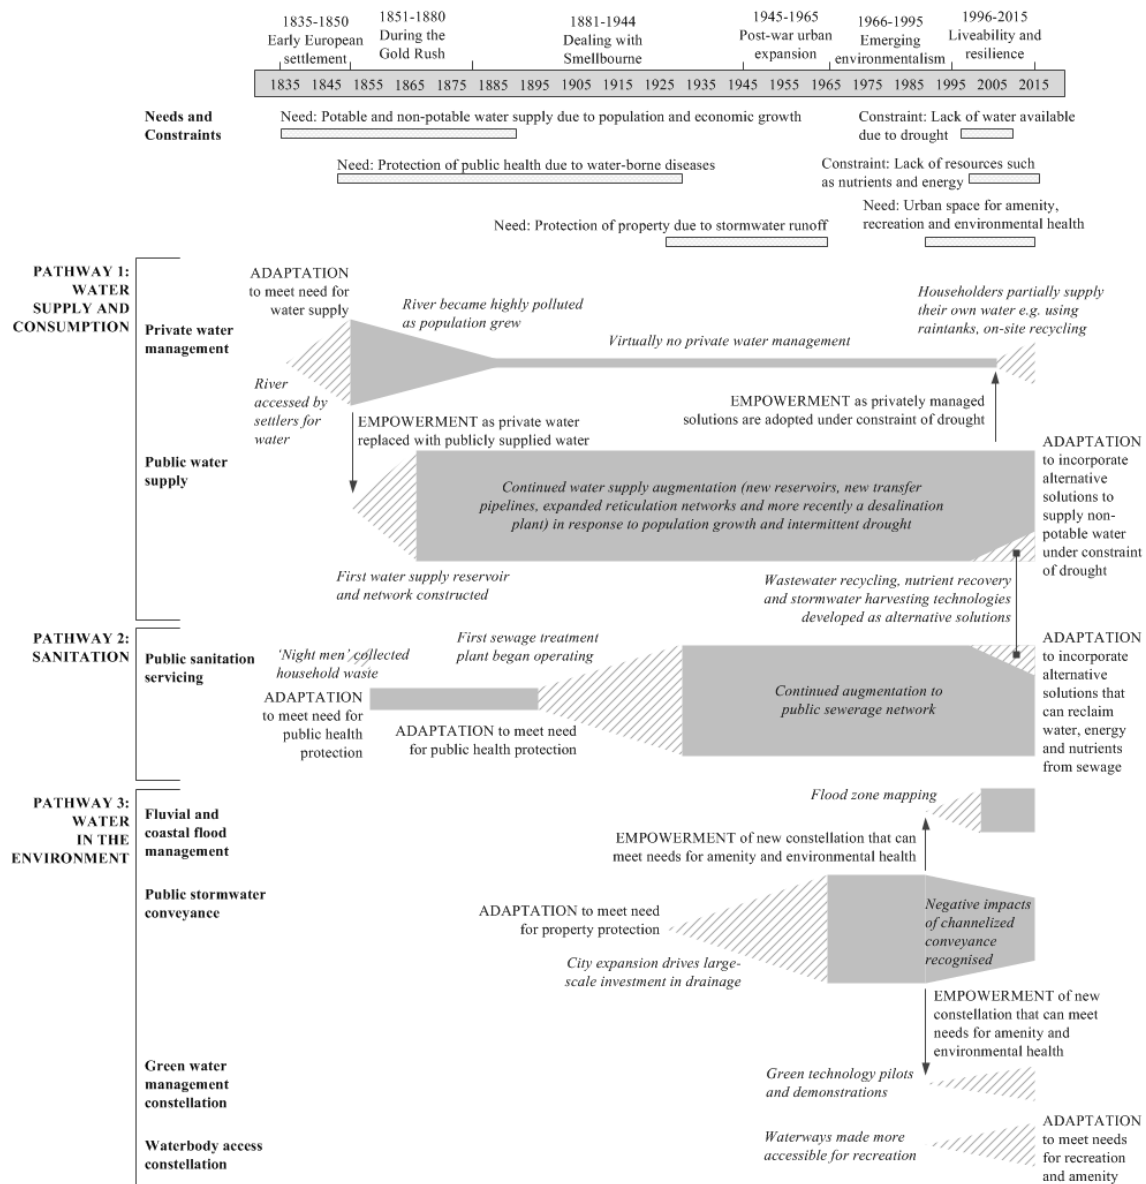 1835-1850
Early European
settlement
1851-1880
During the
Gold Rush
1881-1944
Dealing with
Smellbourne
1945-1965
Post-war urban
expansion
1966-1995
Emerging
environmentalism
1996-2015
Liveability and
resilience
1835 1845 1855 1865 1875 1885 1895 1905 1915 1925 1935 1945 1955 1965 1975 1985 1995 2005 2015
Needs and
Constraints
Need: Potable and non-potable water supply due to population and economic growth
Constraint: Lack of water available
due to drought
Need: Protection of public health due to water-borne diseases
Constraint: Lack of resources such
as nutrients and energy
Need: Protection of property due to stormwater runoff
Need: Urban space for amenity,
recreation and environmental health
PATHWAY 1:
WATER
SUPPLY AND
CONSUMPTION
Private water
management
ADAPTATION
to meet need for
water supply
River became highly polluted
as population grew
Virtually no private water management
Householders partially supply
their own water e.g. using
raintanks, on-site recycling
River
accessed by
settlers for
water
EMPOWERMENT as private water
replaced with publicly supplied water
EMPOWERMENT as privately managed
solutions are adopted under constraint of drought
Public water
supply
Continued water supply augmentation (new reservoirs, new transfer
pipelines, expanded reticulation networks and more recently a desalination
plant) in response to population growth and intermittent drought
ADAPTATION
to incorporate
alternative
solutions to
supply non-
potable water
under constraint
of drought
First water supply reservoir
and network constructed
Wastewater recycling, nutrient recovery
and stormwater harvesting technologies
developed as alternative solutions
PATHWAY 2:
SANITATION
Public sanitation
servicing
'Night men' collected
household waste
ADAPTATION
to meet need for
public health
protection
First sewage treatment
plant began operating
ADAPTATION to meet need
for public health protection
Continued augmentation to
public sewerage network
ADAPTATION
to incorporate
alternative
solutions that
can reclaim
water, energy
and nutrients
from sewage
PATHWAY 3:
WATER
IN THE
ENVIRONMENT
Fluvial and
coastal flood
management
Flood zone mapping
EMPOWERMENT of new constellation that can
meet needs for amenity and environmental health
Public stormwater
conveyance
ADAPTATION to meet need
for property protection
City expansion drives large-
scale investment in drainage
Negative impacts
of channelized
conveyance
recognised
EMPOWERMENT of new
constellation that can meet
needs for amenity and
environmental health
Green water
management
constellation
Green technology pilots
and demonstrations
Waterbody access
constellation
Waterways made more
accessible for recreation
ADAPTATION
to meet needs
for recreation
and amenity